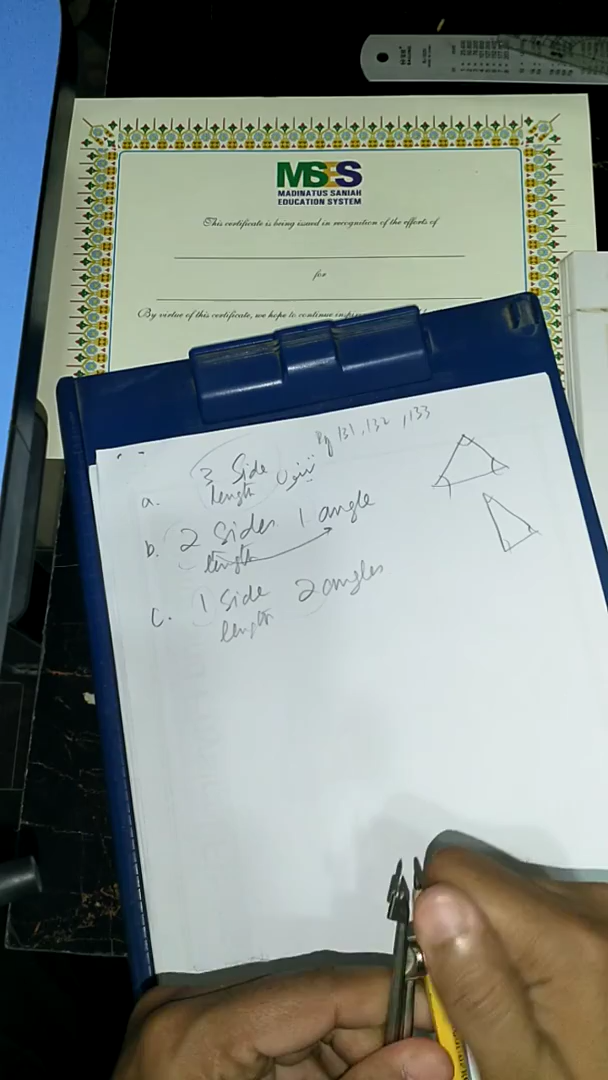 MSES
MADINATUS SANIAH
EDUCATION SYSTEM
This certificate is being issued in recognition of the efforts of
for
By virtue of this certificate, we hope to continue
Pg 131, 132, 133
a. 3 Side
length
b. 2 Sides 1 angle
length
c. 1 Side 2 angles
length